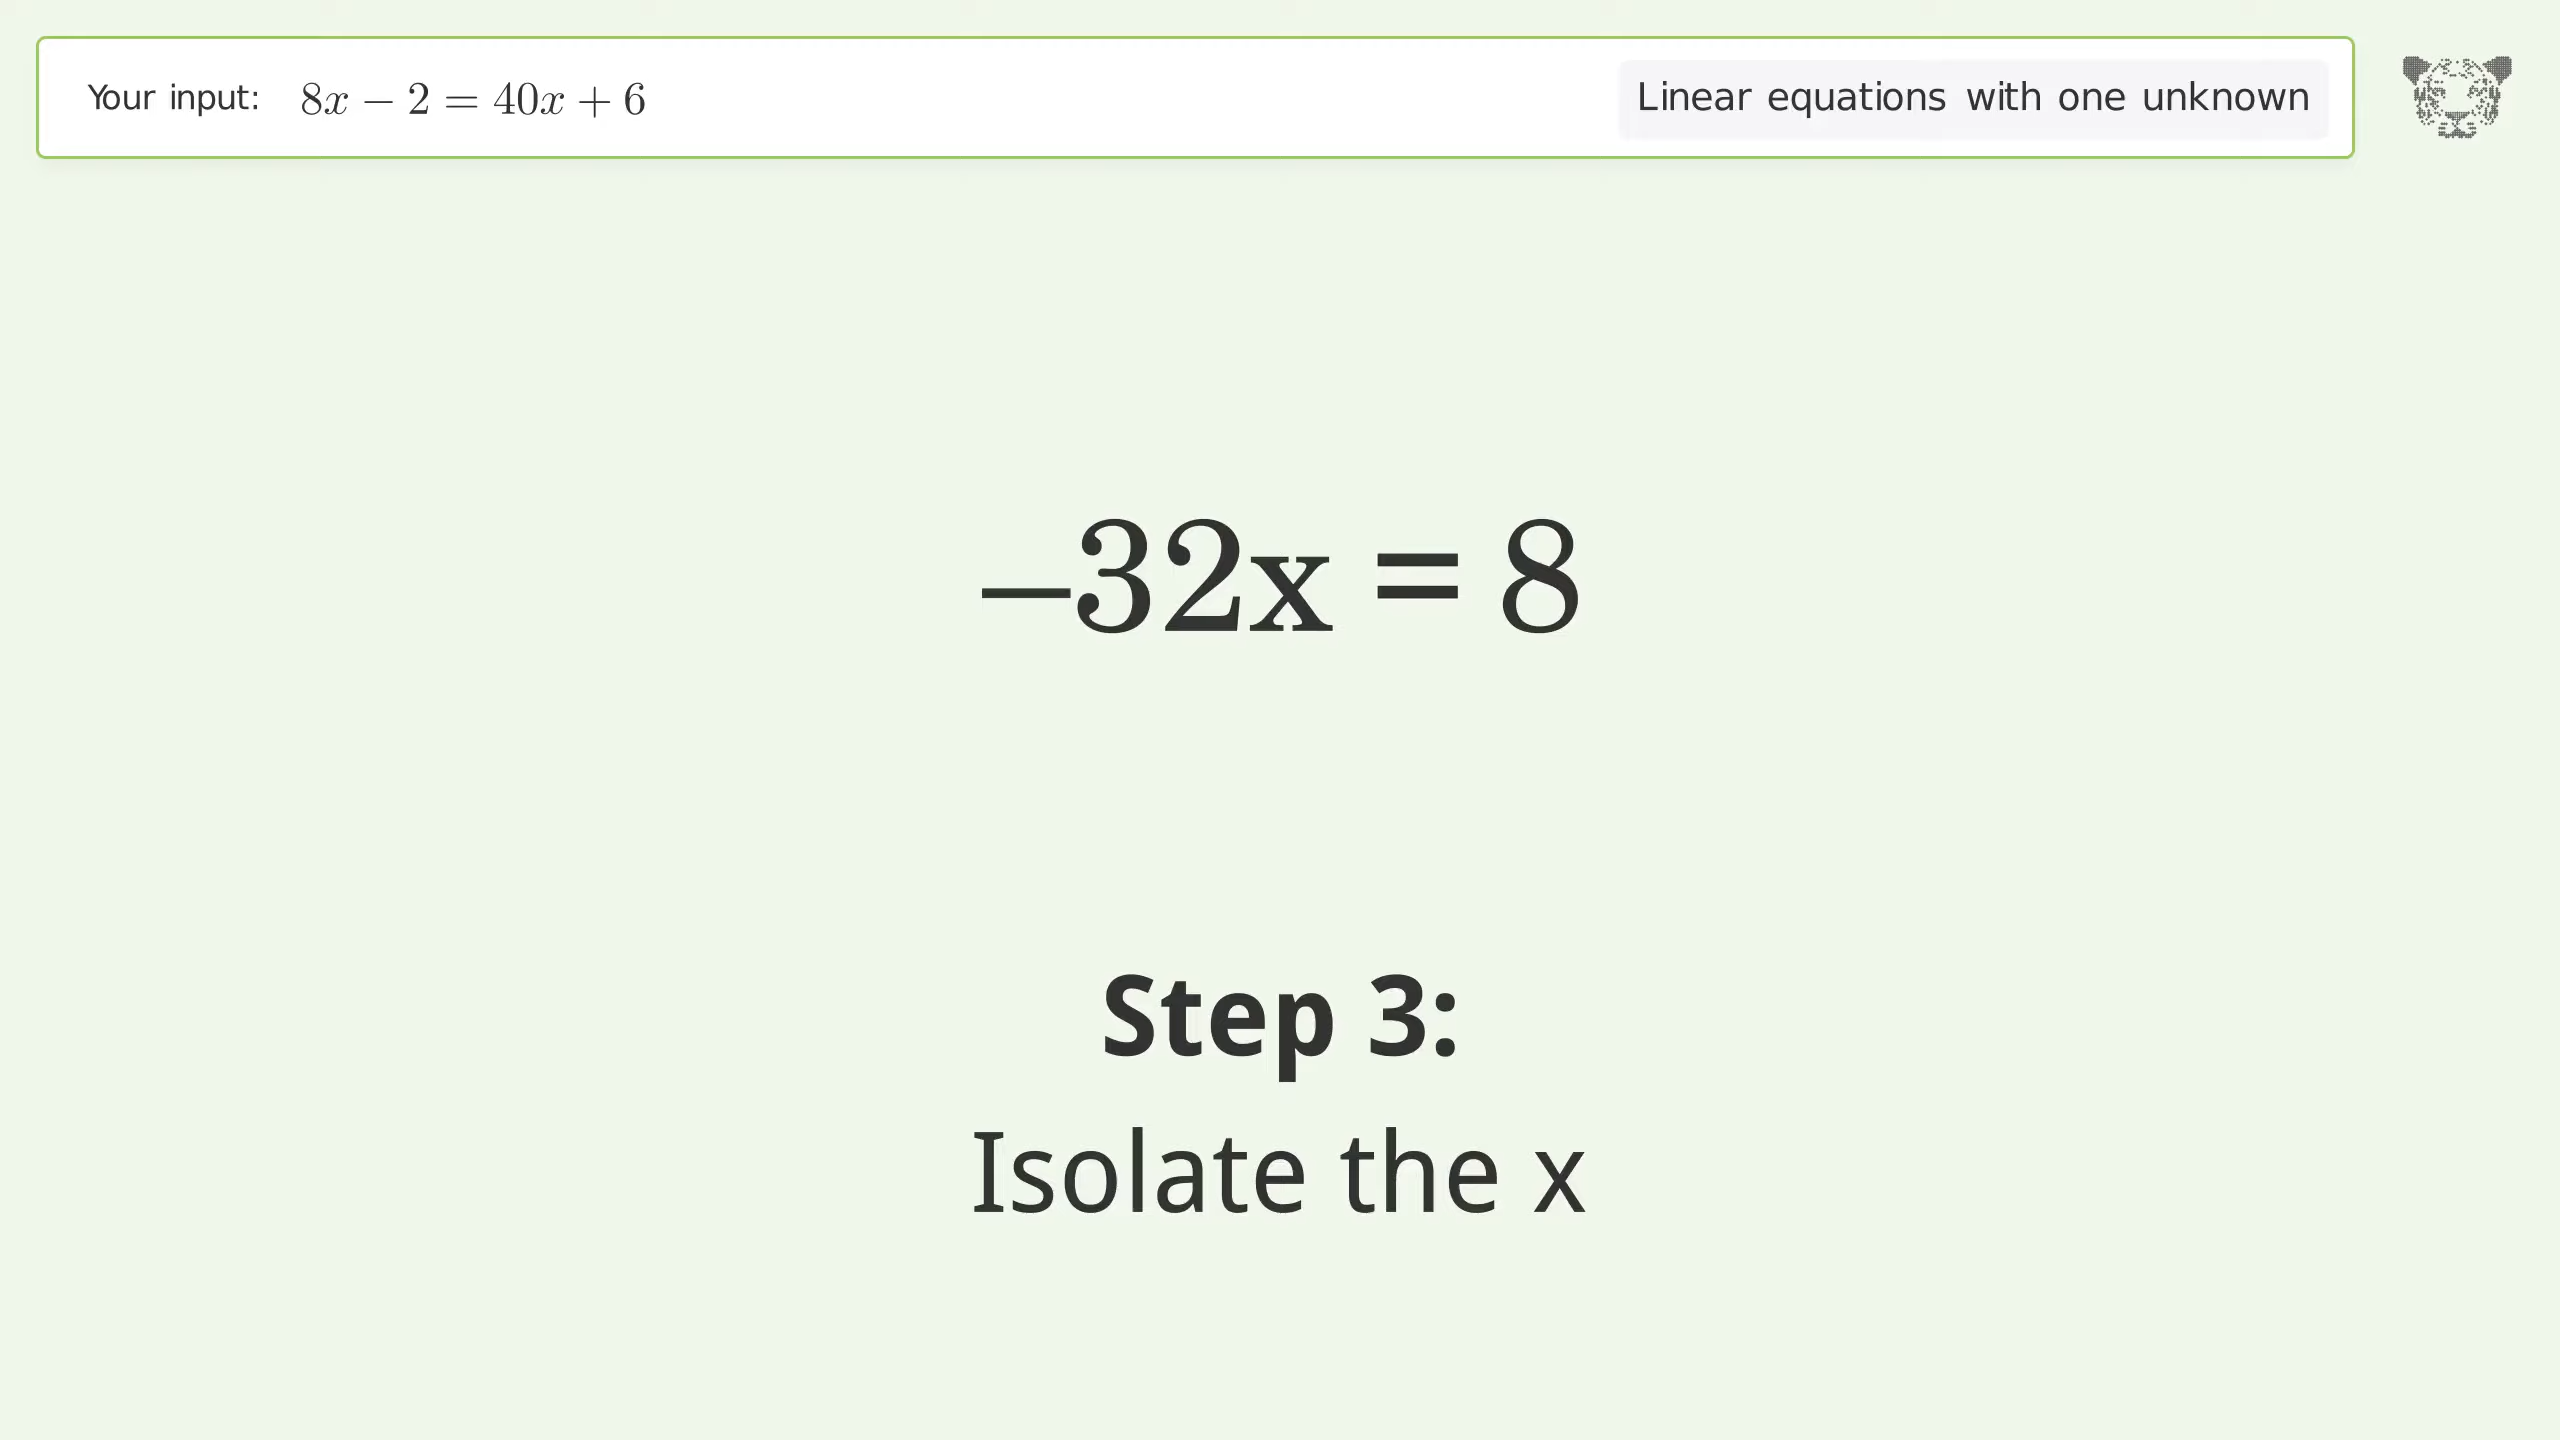 Your input: 8x − 2 = 40x + 6
Linear equations with one unknown
−32x = 8
Step 3:
Isolate the x